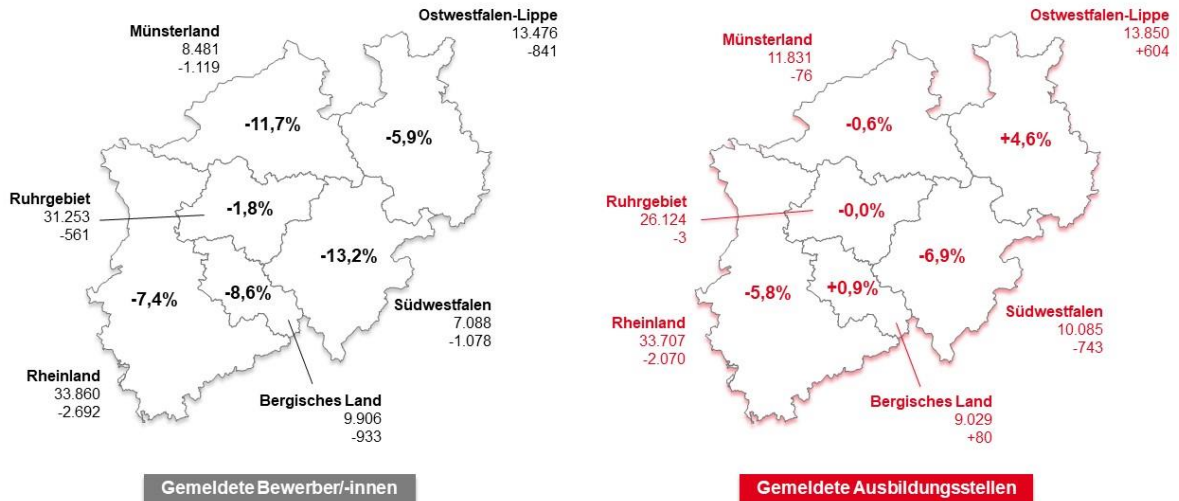 Münsterland
8.481
-1.119
Ostwestfalen-Lippe
13.476
-841
-11,7%
-5,9%
Ruhrgebiet
31.253
-561
-1,8%
-13,2%
-7,4%
-8,6%
Südwestfalen
7.088
-1.078
Rheinland
33.860
-2.692
Bergisches Land
9.906
-933
Gemeldete Bewerber/-innen
Münsterland
11.831
-76
Ostwestfalen-Lippe
13.850
+604
-0,6%
+4,6%
Ruhrgebiet
26.124
-3
-0,0%
-6,9%
-5,8%
+0,9%
Südwestfalen
10.085
-743
Rheinland
33.707
-2.070
Bergisches Land
9.029
+80
Gemeldete Ausbildungsstellen